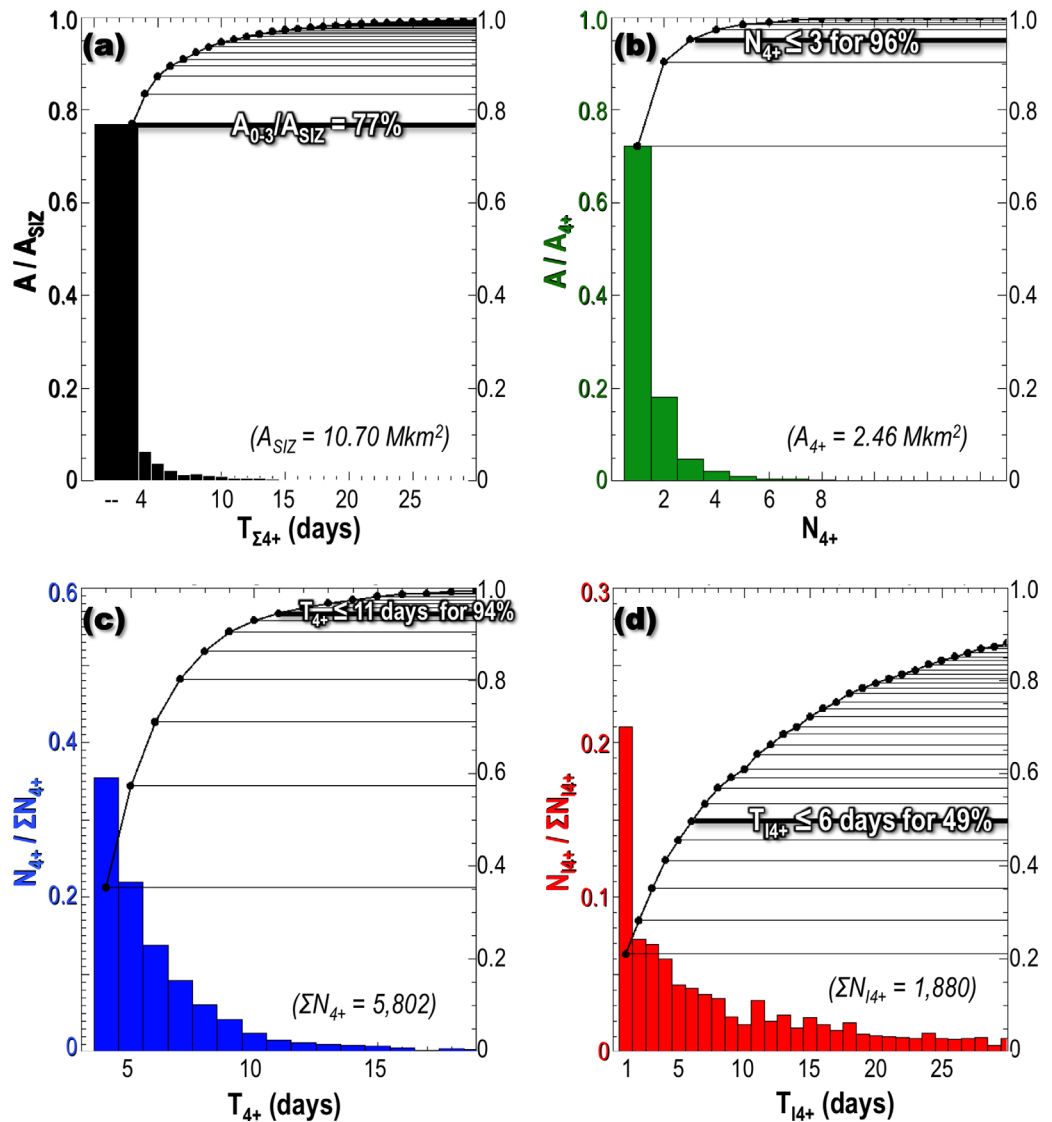 (a)
1.0
1.0
0.8
0.8
0.6
0.6
0.4
0.4
0.2
0.2
0
0
A / A_SIZ
A_0-3/A_SIZ = 77%
(A_SIZ = 10.70 Mkm²)
-- 4 10 15 20 25
T_Σ4+ (days)
(b)
1.0
1.0
0.8
0.8
0.6
0.6
0.4
0.4
0.2
0.2
0
0
A / A_4+
N_4+ ≤ 3 for 96%
(A_4+ = 2.46 Mkm²)
2 4 6 8
N_4+
(c)
0.6
1.0
0.8
0.4
0.6
0.4
0.2
0.2
0
0
N_4+ / ΣN_4+
T_4+ ≤ 11 days for 94%
(ΣN_4+ = 5,802)
5 10 15
T_4+ (days)
(d)
0.3
1.0
0.8
0.2
0.6
0.4
0.1
0.2
0
0
N_I4+ / ΣN_I4+
T_I4+ ≤ 6 days for 49%
(ΣN_I4+ = 1,880)
1 5 10 15 20 25
T_I4+ (days)